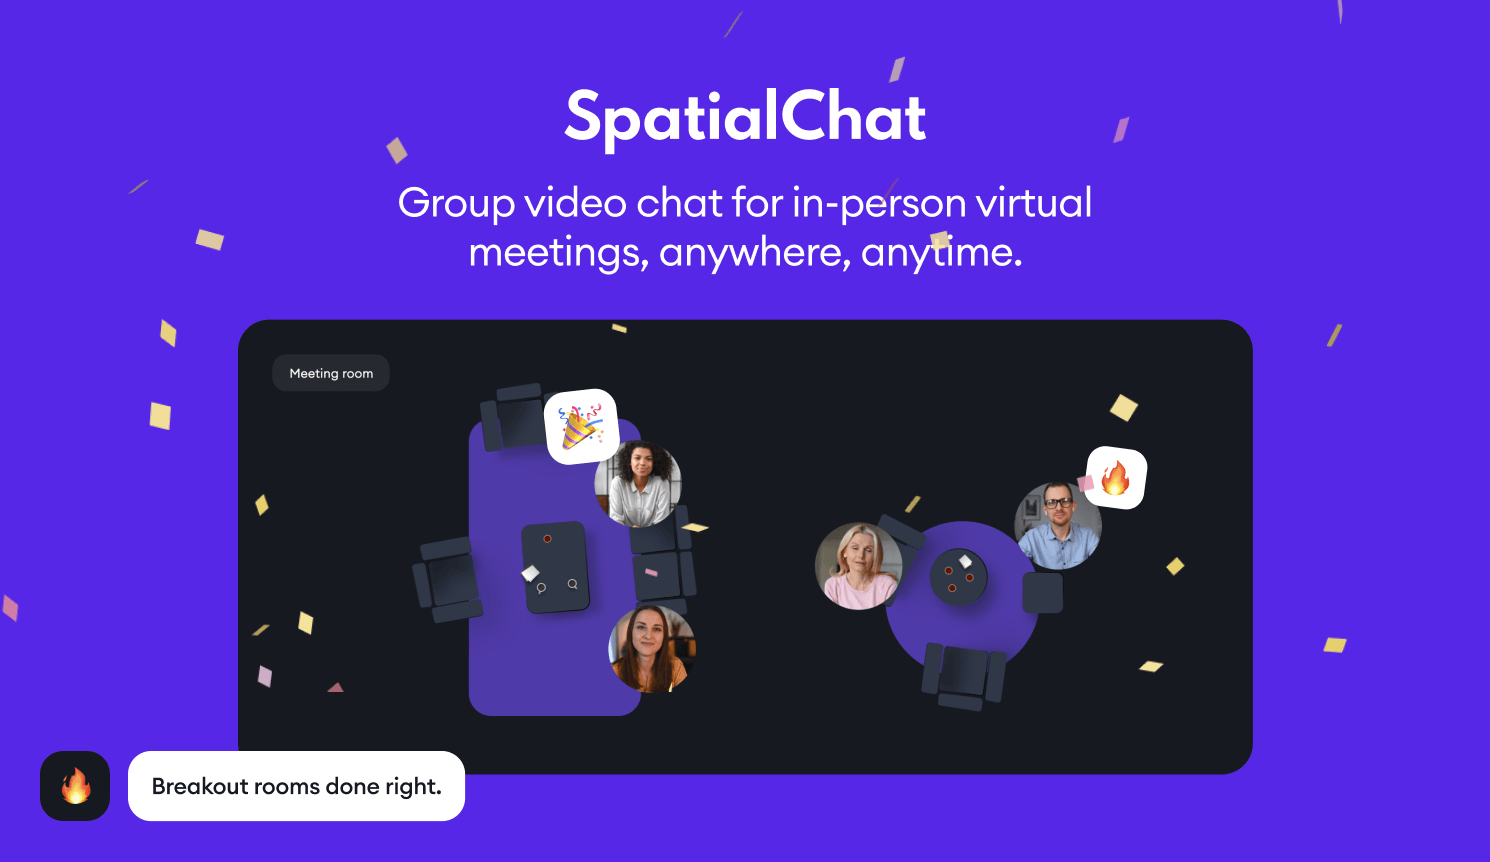 SpatialChat
Group video chat for in-person virtual
meetings, anywhere, anytime.
Meeting room
Breakout rooms done right.